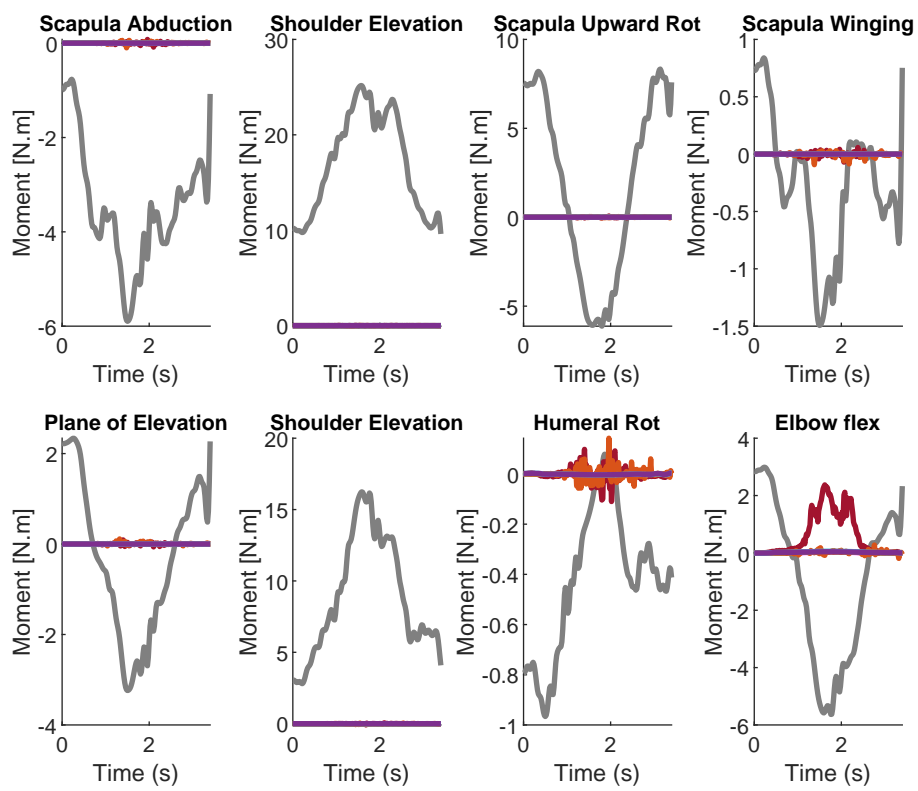 Scapula Abduction
0
-2
-4
-6
0
2
Moment [N.m]
Time (s)
Shoulder Elevation
30
20
10
0
0
2
Moment [N.m]
Time (s)
Scapula Upward Rot
10
5
0
-5
0
2
Moment [N.m]
Time (s)
Scapula Winging
1
0.5
0
-0.5
-1
-1.5
0
2
Moment [N.m]
Time (s)
Plane of Elevation
2
0
-2
-4
0
2
Moment [N.m]
Time (s)
Shoulder Elevation
20
15
10
5
0
0
2
Moment [N.m]
Time (s)
Humeral Rot
0
-0.2
-0.4
-0.6
-0.8
-1
0
2
Moment [N.m]
Time (s)
Elbow flex
4
2
0
-2
-4
-6
0
2
Moment [N.m]
Time (s)